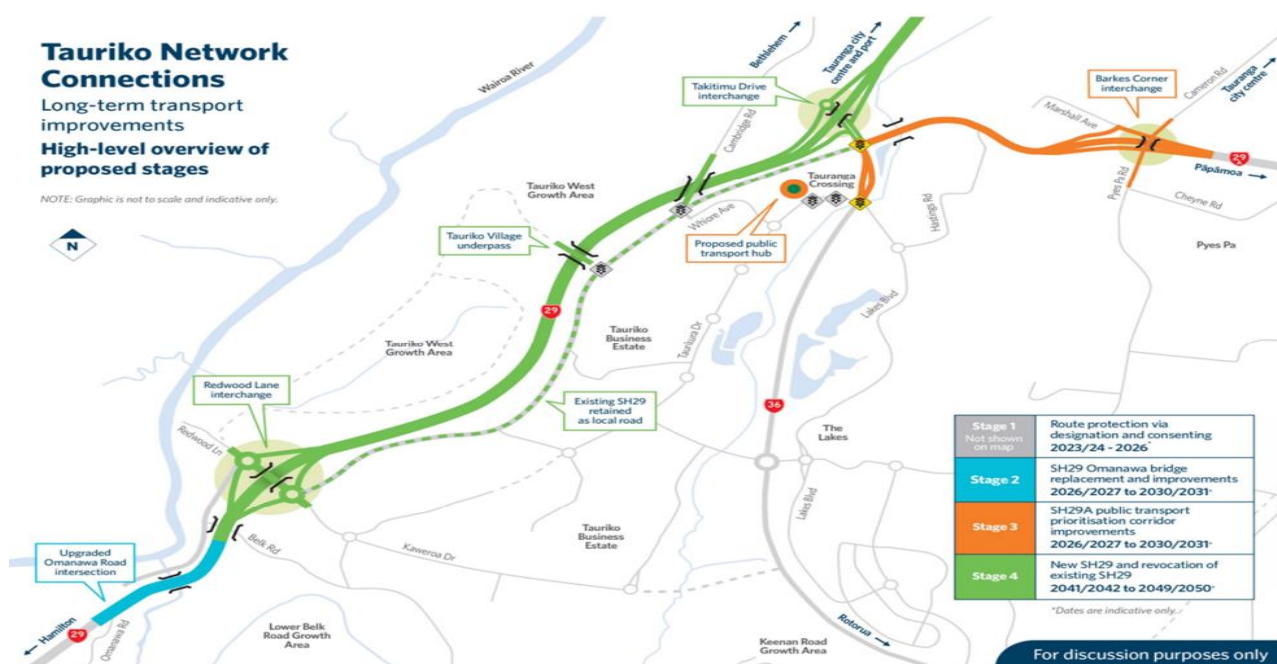 Tauriko Network
Connections
Long-term transport
improvements
High-level overview of
proposed stages
NOTE: Graphic is not to scale and indicative only.
N
Wairoa River
Bethlehem
Tauranga city
centre and port
Takitimu Drive
interchange
Cambridge Rd
Barkes Corner
interchange
Marshall Ave
Cameron Rd
Tauranga
city centre
29
Pāpāmoa
Pyes Pa Rd
Cheyne Rd
Pyes Pa
Tauriko West
Growth Area
Tauranga
Crossing
Whiore Ave
Hastings Rd
Proposed public
transport hub
Tauriko Village
underpass
29
Tauriko
Business
Estate
Taurikura Dr
Lakes Blvd
Tauriko West
Growth Area
Redwood Lane
interchange
Redwood Ln
Existing SH29
retained
as local road
36
The
Lakes
Lakes Blvd
Tauriko
Business
Estate
Belk Rd
Kaweroa Dr
Upgraded
Omanawa Road
intersection
Hamilton
29
Omanawa Rd
Lower Belk
Road Growth
Area
Keenan Road
Growth Area
Rotorua
Stage 1
Not shown
on map
Route protection via
designation and consenting
2023/24 - 2026*
Stage 2
SH29 Omanawa bridge
replacement and improvements
2026/2027 to 2030/2031*
Stage 3
SH29A public transport
prioritisation corridor
improvements
2026/2027 to 2030/2031*
Stage 4
New SH29 and revocation of
existing SH29
2041/2042 to 2049/2050*
*Dates are indicative only.
For discussion purposes only